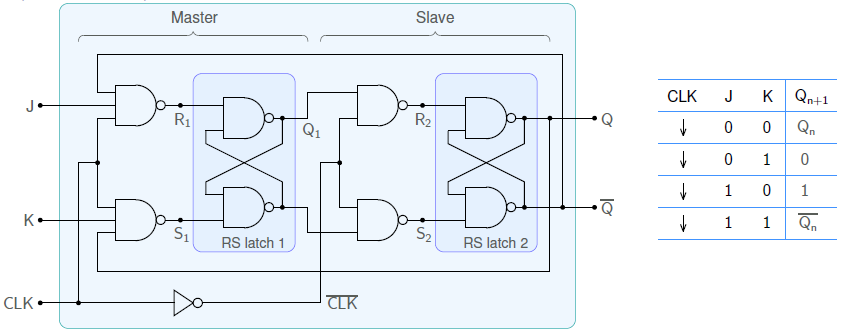 Master
Slave
J
R₁
Q₁
R₂
Q
K
S₁
RS latch 1
S₂
RS latch 2
Q̅
CLK
C̅L̅K̅
CLK J K Qₙ₊₁
↓ 0 0 Qₙ
↓ 0 1 0
↓ 1 0 1
↓ 1 1 Q̅ₙ